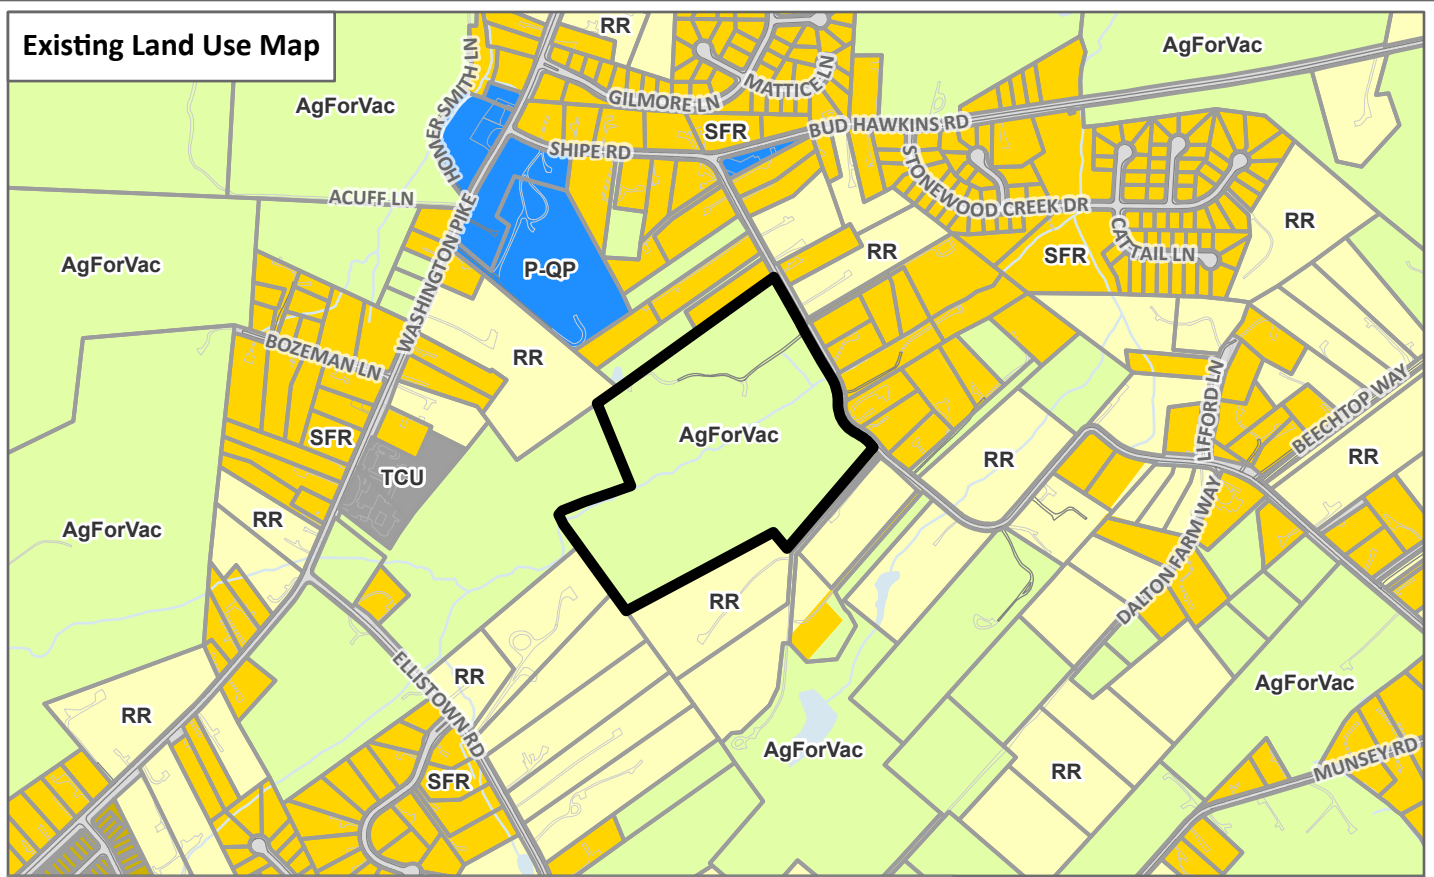 Existing Land Use Map
RR
AgForVac
AgForVac
HOMER SMITH LN
GILMORE LN
MATTICE LN
SFR
BUD HAWKINS RD
SHIPE RD
STONEWOOD CREEK DR
ACUFF LN
WASHINGTON PIKE
P-QP
RR
RR
SFR
CATTAIL LN
AgForVac
BOZEMAN LN
RR
LIFFORD LN
BEECHTOP WAY
SFR
AgForVac
TCU
RR
RR
RR
AgForVac
DALTON FARM WAY
RR
ELLISTOWN RD
RR
RR
AgForVac
AgForVac
SFR
RR
MUNSEY RD